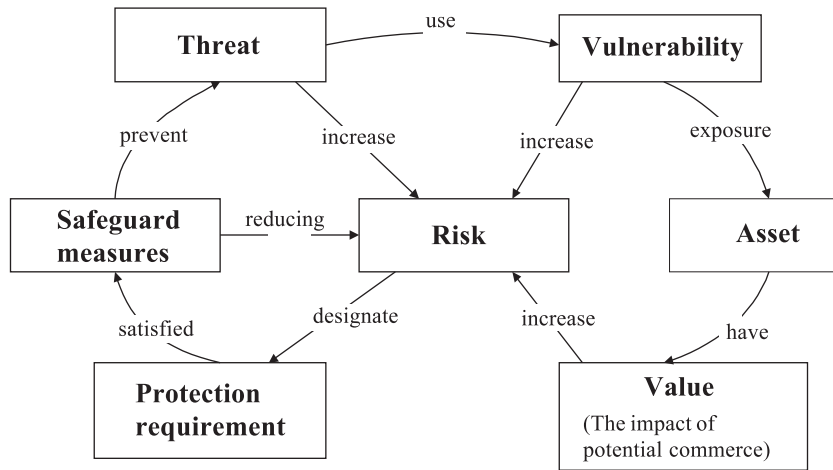 use
Threat
Vulnerability
prevent
increase
increase
exposure
Safeguard
measures
reducing
Risk
Asset
satisfied
designate
increase
have
Protection
requirement
Value
(The impact of
potential commerce)